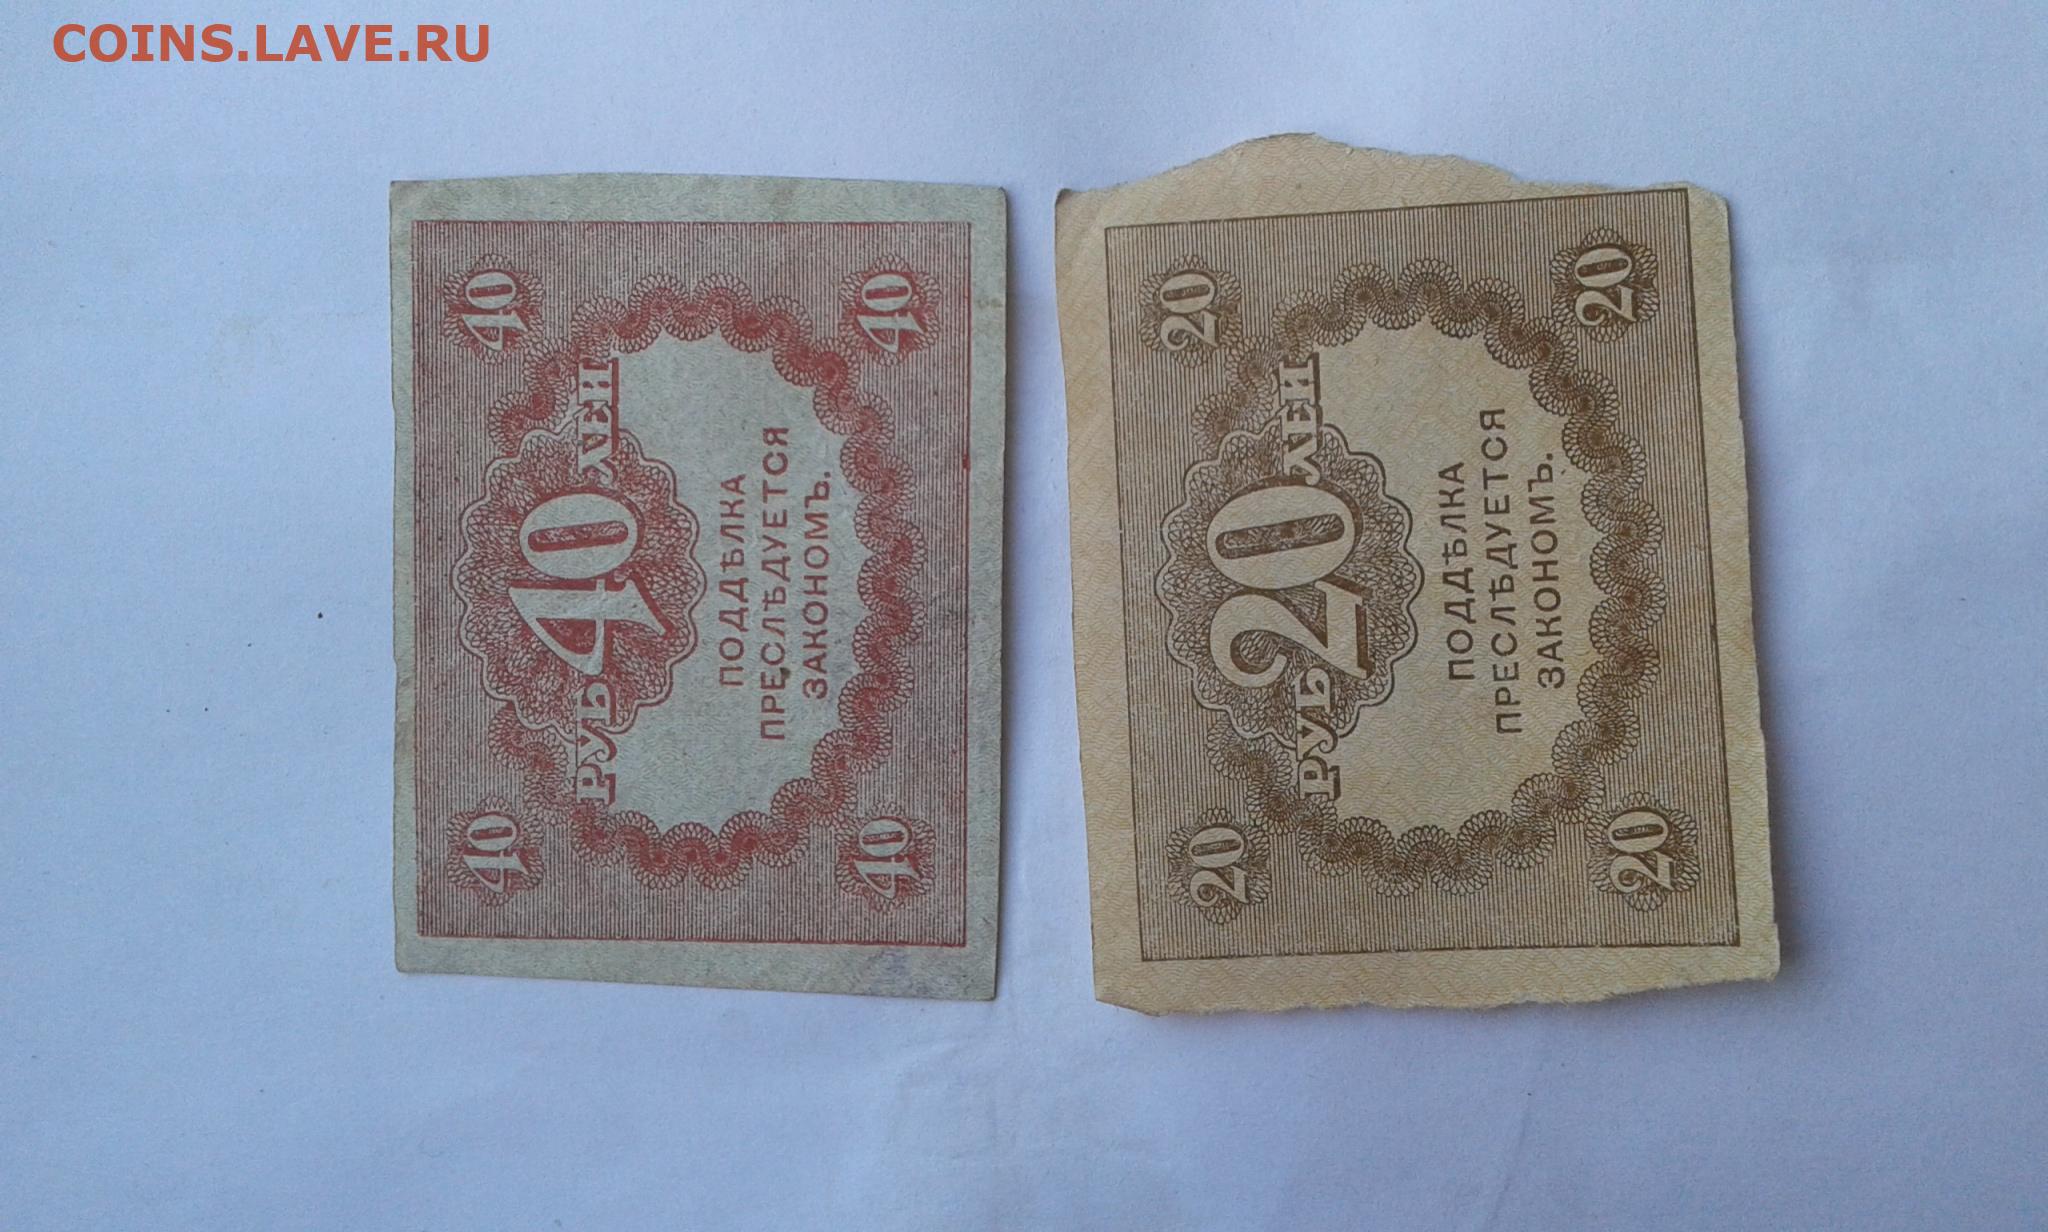 COINS.LAVE.RU
40
40
РУБ 40 ЛЕЙ
ПОДДѢЛКА
ПРЕСЛѢДУЕТСЯ
ЗАКОНОМЪ.
40
40
20
20
РУБ 20 ЛЕЙ
ПОДДѢЛКА
ПРЕСЛѢДУЕТСЯ
ЗАКОНОМЪ.
20
20